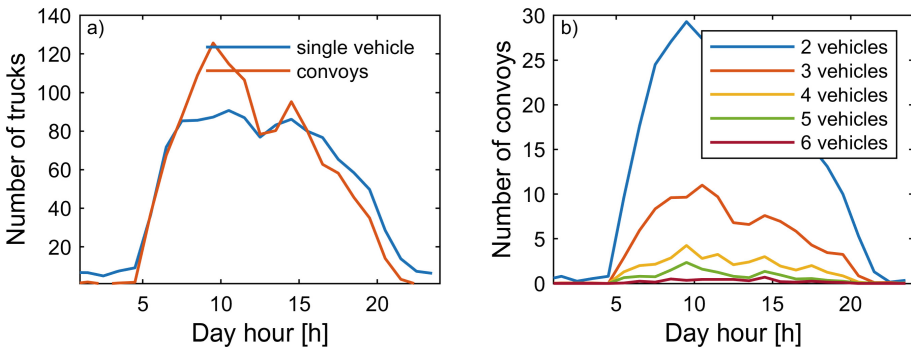 a)
Number of trucks
140
120
100
80
60
40
20
single vehicle
convoys
5
10
15
20
Day hour [h]
b)
Number of convoys
30
25
20
15
10
5
0
2 vehicles
3 vehicles
4 vehicles
5 vehicles
6 vehicles
5
10
15
20
Day hour [h]